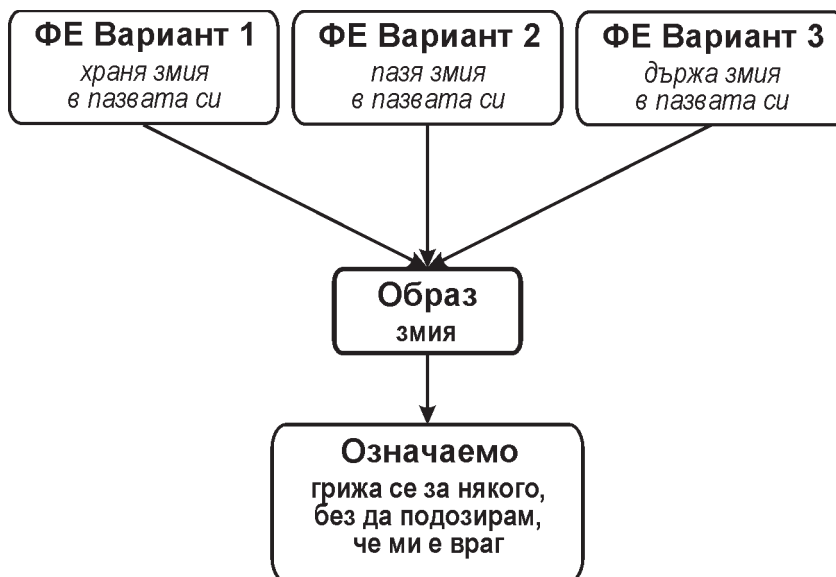 ФЕ Вариант 1
храня змия
в пазвата си
ФЕ Вариант 2
пазя змия
в пазвата си
ФЕ Вариант 3
държа змия
в пазвата си
Образ
змия
Означаемо
грижа се за някого,
без да подозирам,
че ми е враг